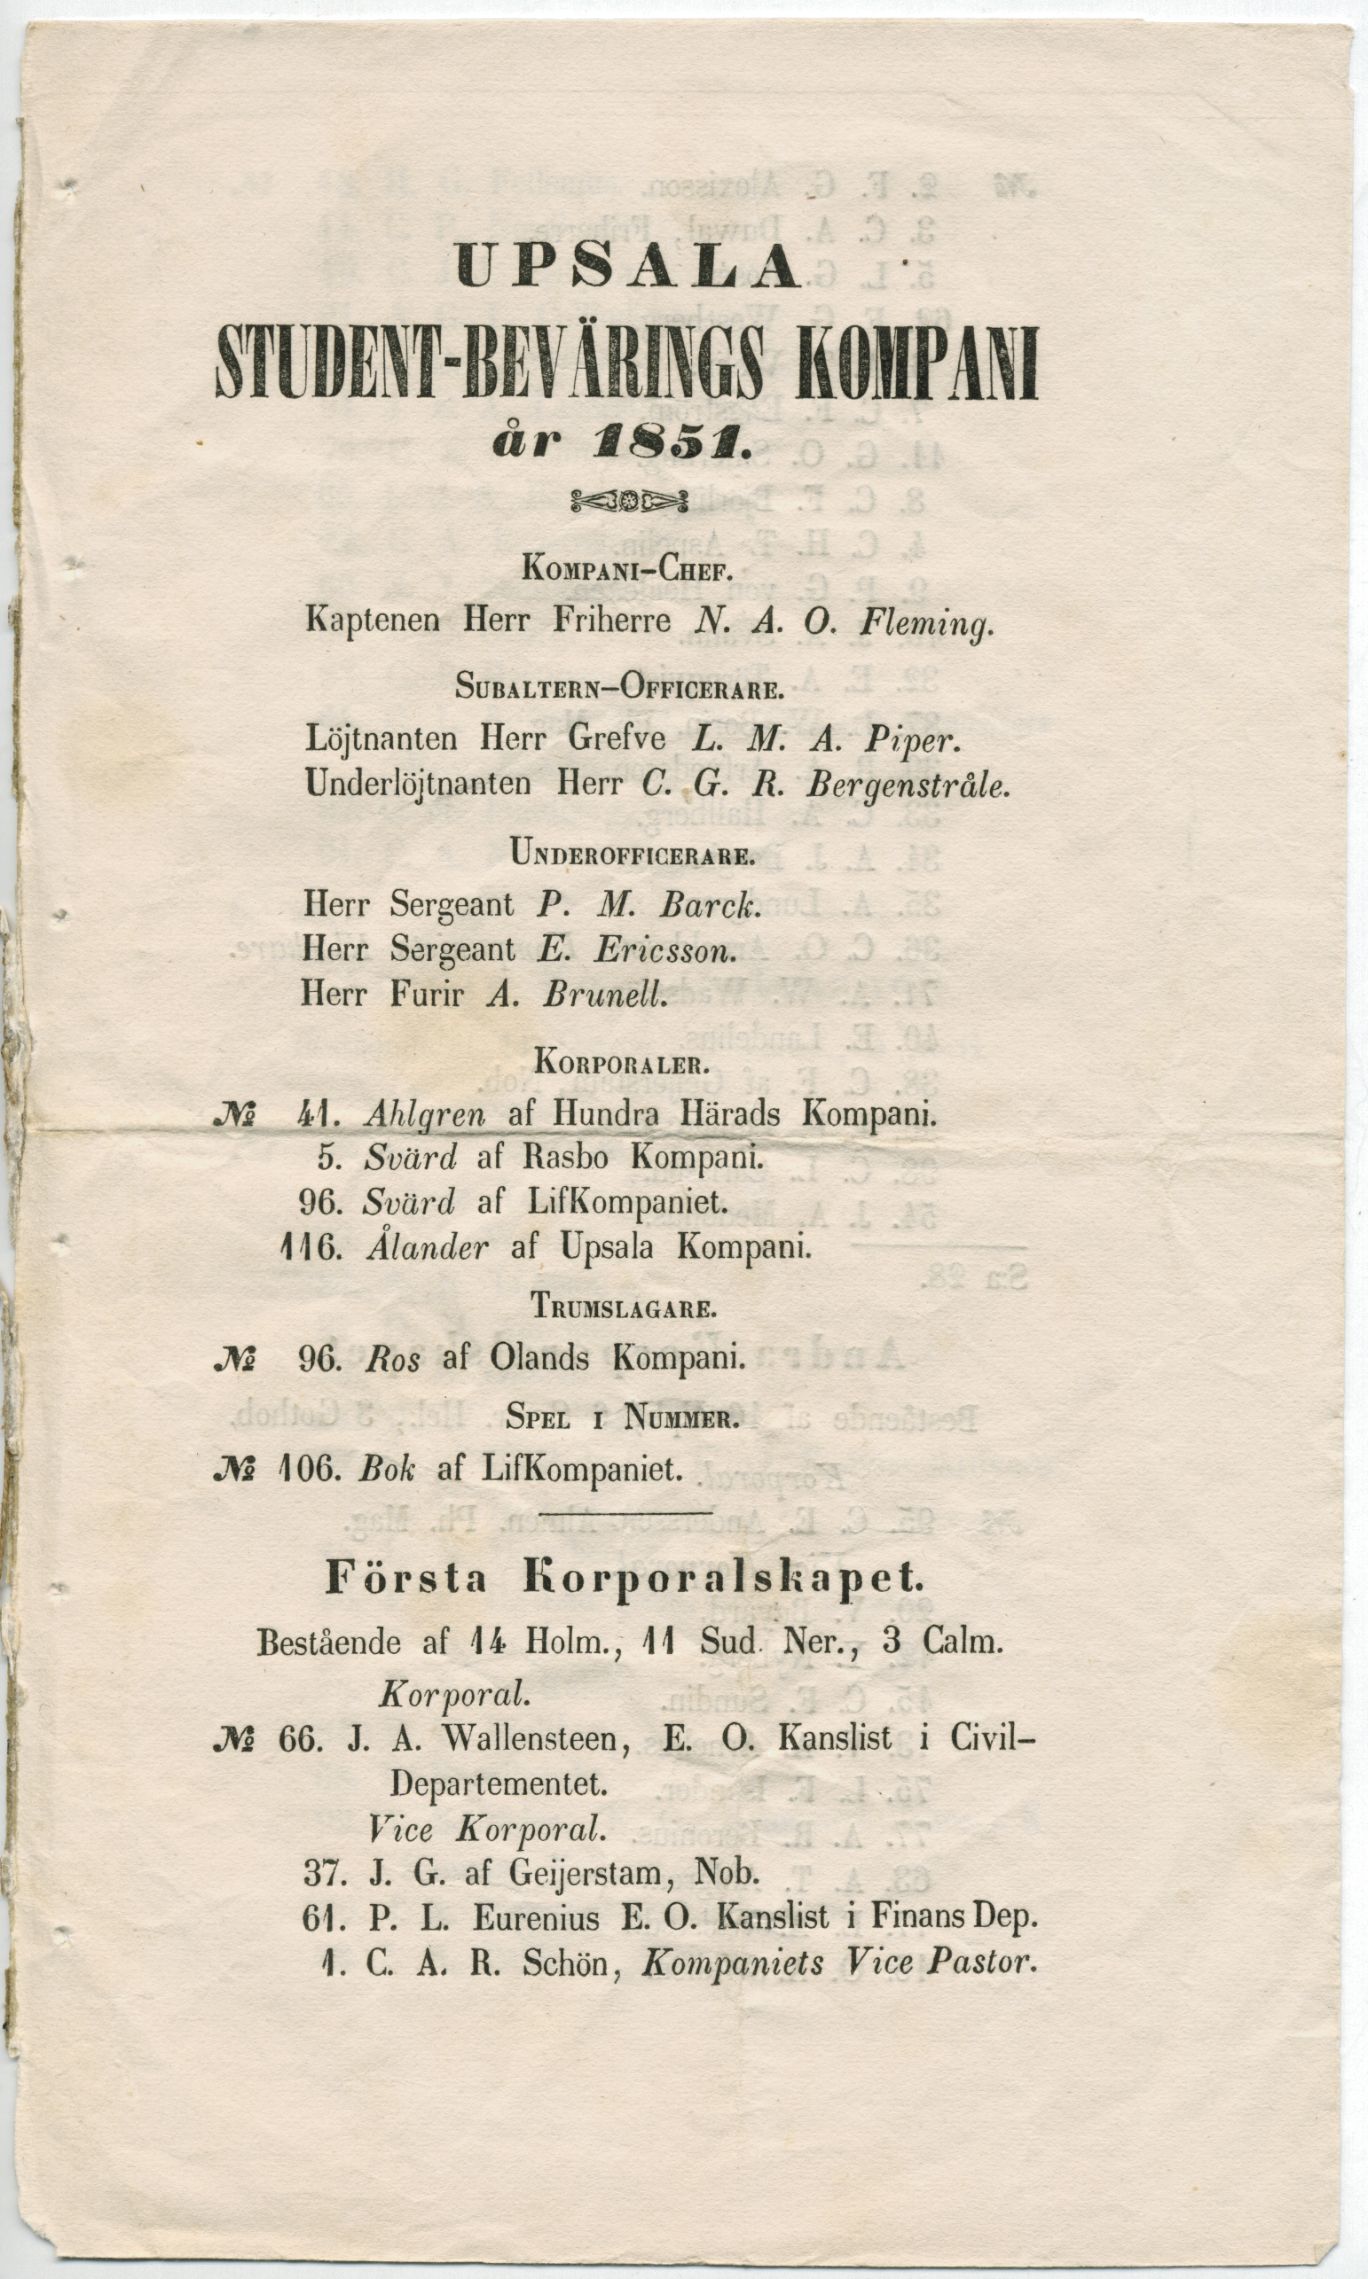 UPSALA
STUDENT-BEVÄRINGS KOMPANI
år 1851.
KOMPANI-CHEF.
Kaptenen Herr Friherre N. A. O. Fleming.
SUBALTERN-OFFICERARE.
Löjtnanten Herr Grefve L. M. A. Piper.
Underlöjtnanten Herr C. G. R. Bergenstråle.
UNDEROFFICERARE.
Herr Sergeant P. M. Barck.
Herr Sergeant E. Ericsson.
Herr Furir A. Brunell.
KORPORALER.
№ 41. Ahlgren af Hundra Härads Kompani.
5. Svärd af Rasbo Kompani.
96. Svärd af LifKompaniet.
116. Ålander af Upsala Kompani.
TRUMSLAGARE.
№ 96. Ros af Olands Kompani.
SPEL I NUMMER.
№ 106. Bok af LifKompaniet.
Första Korporalskapet.
Bestående af 14 Holm., 11 Sud. Ner., 3 Calm.
Korporal.
№ 66. J. A. Wallensteen, E. O. Kanslist i Civil-
Departementet.
Vice Korporal.
37. J. G. af Geijerstam, Nob.
61. P. L. Eurenius E. O. Kanslist i Finans Dep.
1. C. A. R. Schön, Kompaniets Vice Pastor.